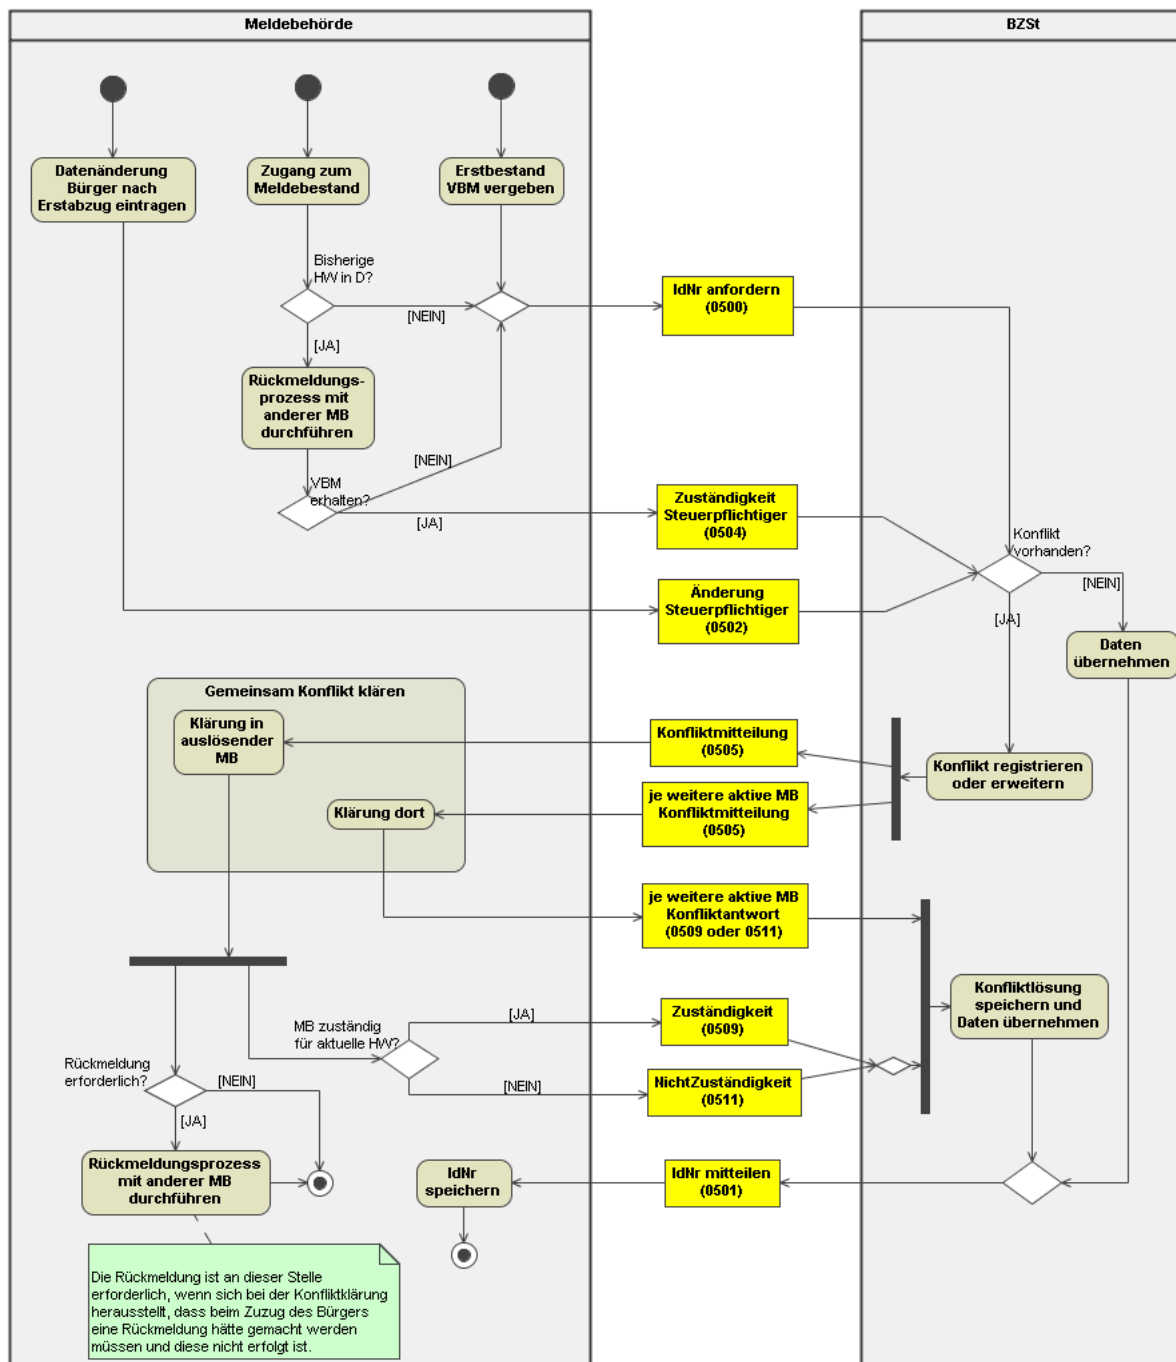 Meldebehörde
BZSt
Datenänderung
Bürger nach
Erstabzug eintragen
Zugang zum
Meldebestand
Erstbestand
VBM vergeben
Bisherige
HW in D?
[NEIN]
[JA]
IdNr anfordern
(0500)
Rückmeldungs-
prozess mit
anderer MB
durchführen
[NEIN]
VBM
erhalten?
[JA]
Zuständigkeit
Steuerpflichtiger
(0504)
Konflikt
vorhanden?
[NEIN]
[JA]
Änderung
Steuerpflichtiger
(0502)
Daten
übernehmen
Gemeinsam Konflikt klären
Klärung in
auslösender
MB
Konfliktmitteilung
(0505)
Konflikt registrieren
oder erweitern
Klärung dort
je weitere aktive MB
Konfliktmitteilung
(0505)
je weitere aktive MB
Konfliktantwort
(0509 oder 0511)
Konfliktlösung
speichern und
Daten übernehmen
MB zuständig
für aktuelle HW?
[JA]
Zuständigkeit
(0509)
[NEIN]
NichtZuständigkeit
(0511)
Rückmeldung
erforderlich?
[NEIN]
[JA]
Rückmeldungsprozess
mit anderer MB
durchführen
IdNr
speichern
IdNr mitteilen
(0501)
Die Rückmeldung ist an dieser Stelle
erforderlich, wenn sich bei der Konfliktklärung
herausstellt, dass beim Zuzug des Bürgers
eine Rückmeldung hätte gemacht werden
müssen und diese nicht erfolgt ist.